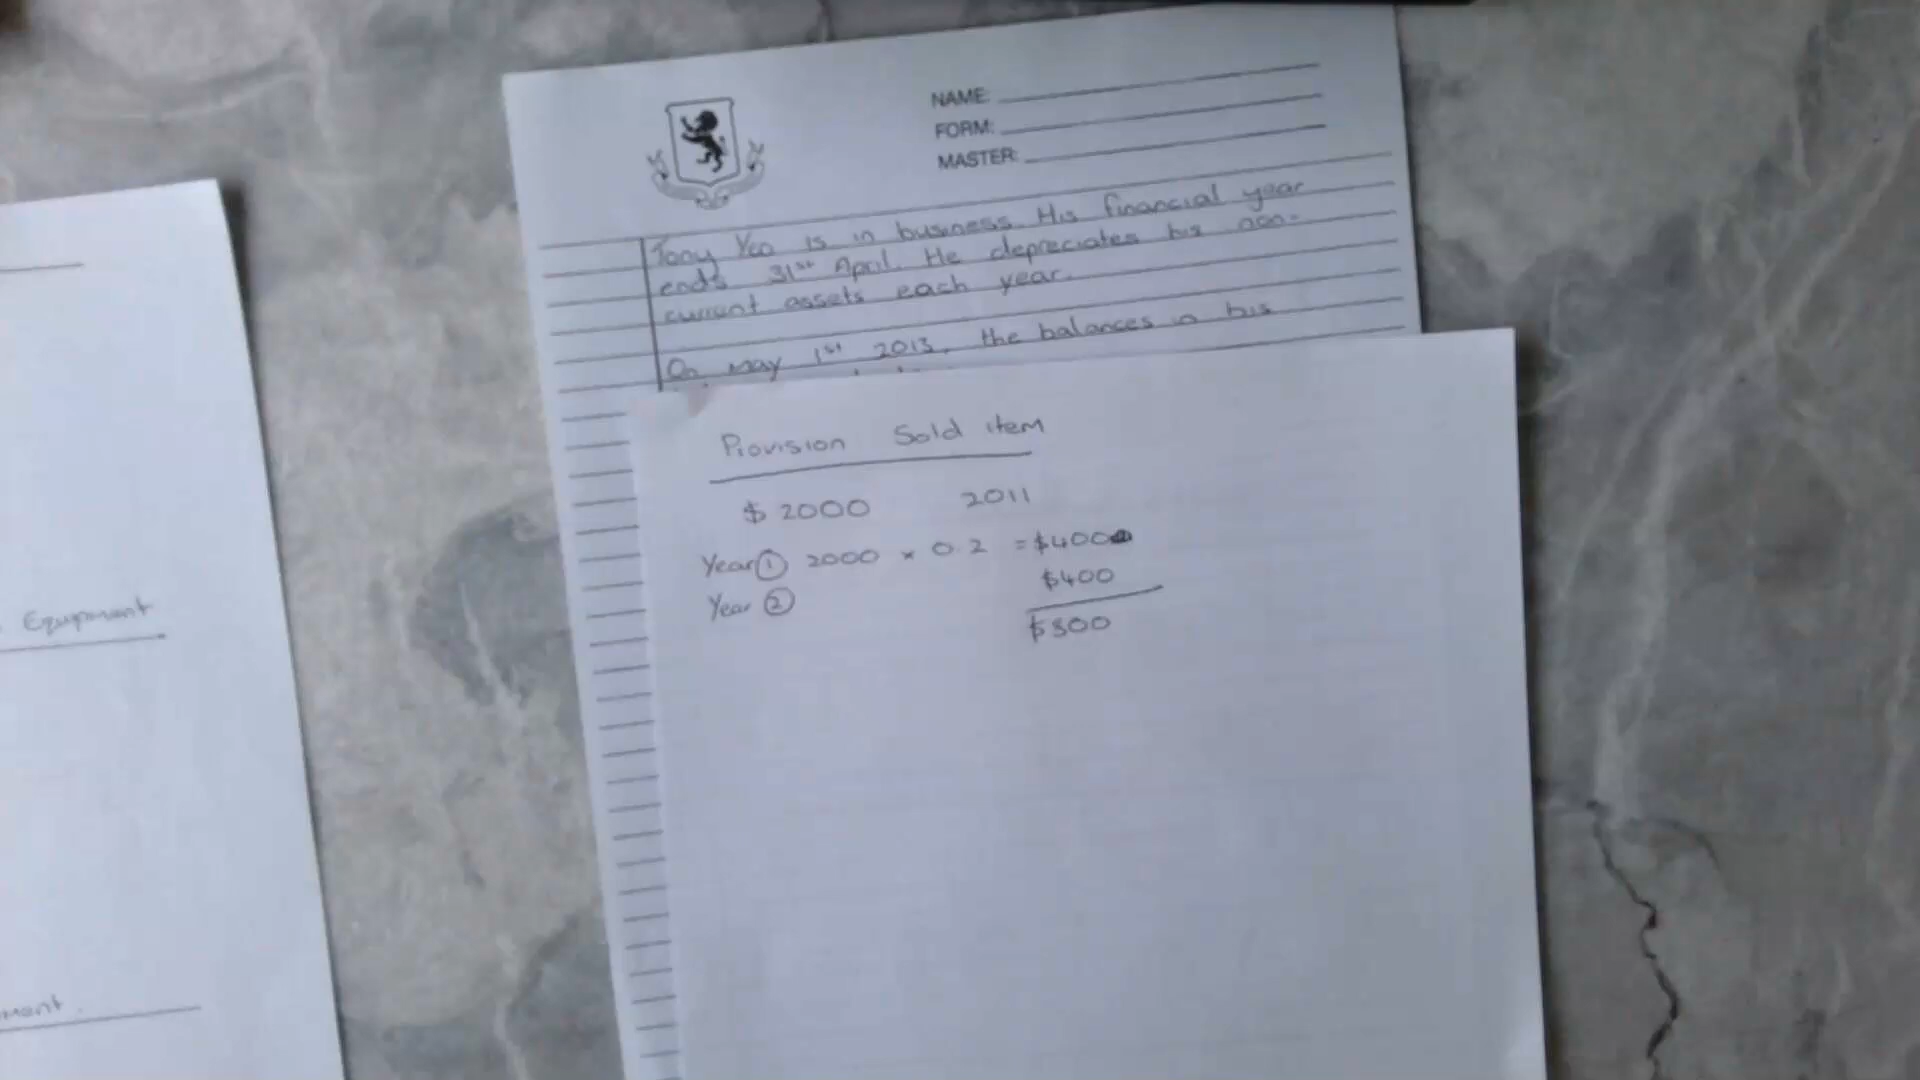 NAME:
FORM:
MASTER:
Tony Yeo is in business. His financial year
ends 31st April. He depreciates his non-
current assets each year.
On May 1st 2013, the balances in his
Provision Sold item
$ 2000 2011
Year ① 2000 × 0.2 = $400
Year ② $400
$800
Equipment
ment.